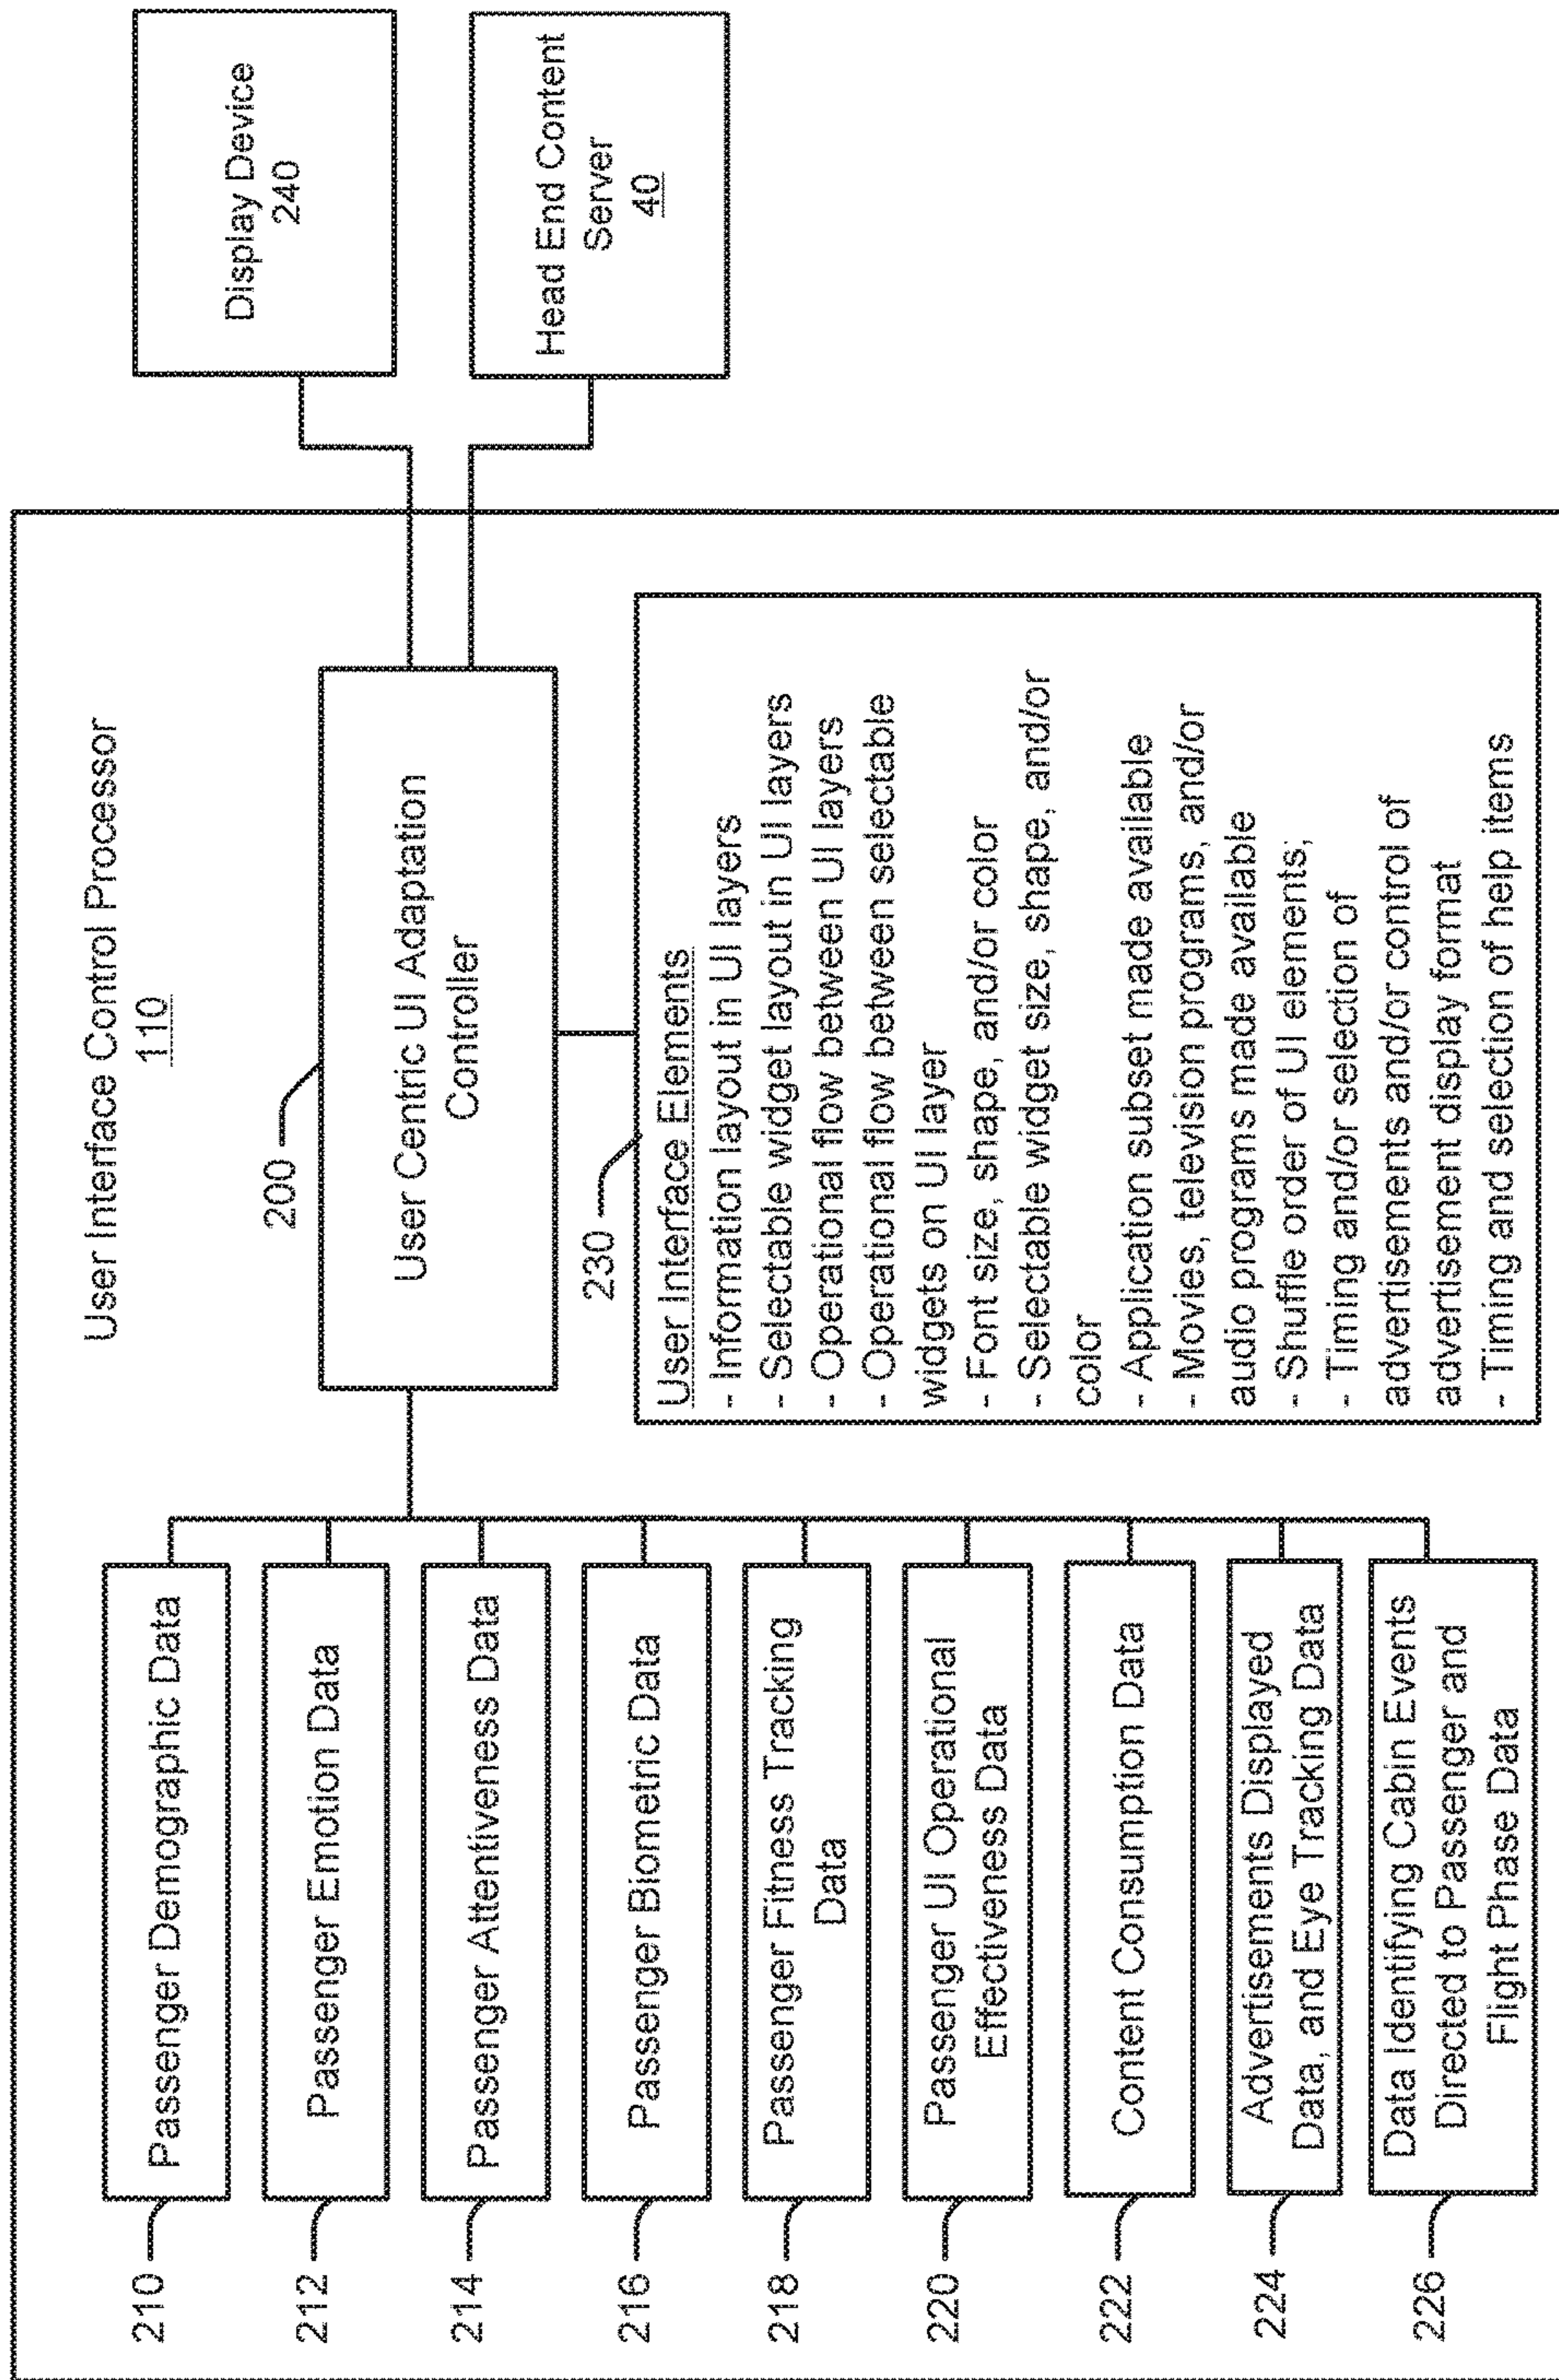 User Interface Control Processor
110
210
Passenger Demographic Data
212
Passenger Emotion Data
214
Passenger Attentiveness Data
216
Passenger Biometric Data
218
Passenger Fitness Tracking
Data
220
Passenger UI Operational
Effectiveness Data
222
Content Consumption Data
224
Advertisements Displayed
Data, and Eye Tracking Data
226
Data Identifying Cabin Events
Directed to Passenger and
Flight Phase Data
200
User Centric UI Adaptation
Controller
230
User Interface Elements
- Information layout in UI layers
- Selectable widget layout in UI layers
- Operational flow between UI layers
- Operational flow between selectable
widgets on UI layer
- Font size, shape, and/or color
- Selectable widget size, shape, and/or
color
- Application subset made available
- Movies, television programs, and/or
audio programs made available
- Shuffle order of UI elements;
- Timing and/or selection of
advertisements and/or control of
advertisement display format
- Timing and selection of help items
Display Device
240
Head End Content
Server
40